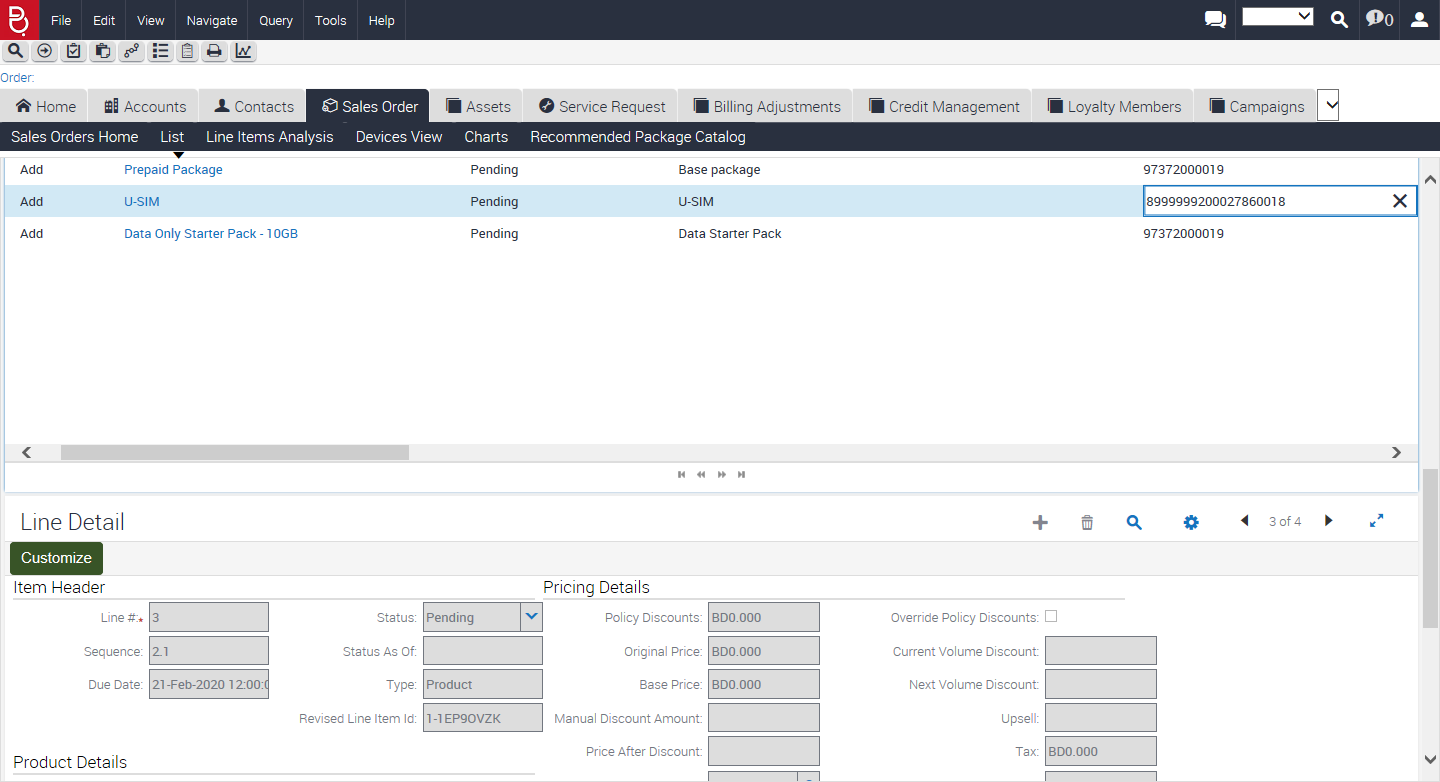 File Edit View Navigate Query Tools Help 0
Order:
Home Accounts Contacts Sales Order Assets Service Request Billing Adjustments Credit Management Loyalty Members Campaigns
Sales Orders Home List Line Items Analysis Devices View Charts Recommended Package Catalog
Add Prepaid Package Pending Base package 97372000019
Add U-SIM Pending U-SIM 8999999200027860018
Add Data Only Starter Pack - 10GB Pending Data Starter Pack 97372000019
Line Detail 3 of 4
Customize
Item Header Pricing Details
Line #:* 3 Status: Pending Policy Discounts: BD0.000 Override Policy Discounts:
Sequence: 2.1 Status As Of: Original Price: BD0.000 Current Volume Discount:
Due Date: 21-Feb-2020 12:00:0 Type: Product Base Price: BD0.000 Next Volume Discount:
Revised Line Item Id: 1-1EP9OVZK Manual Discount Amount: Upsell:
Price After Discount: Tax: BD0.000
Product Details